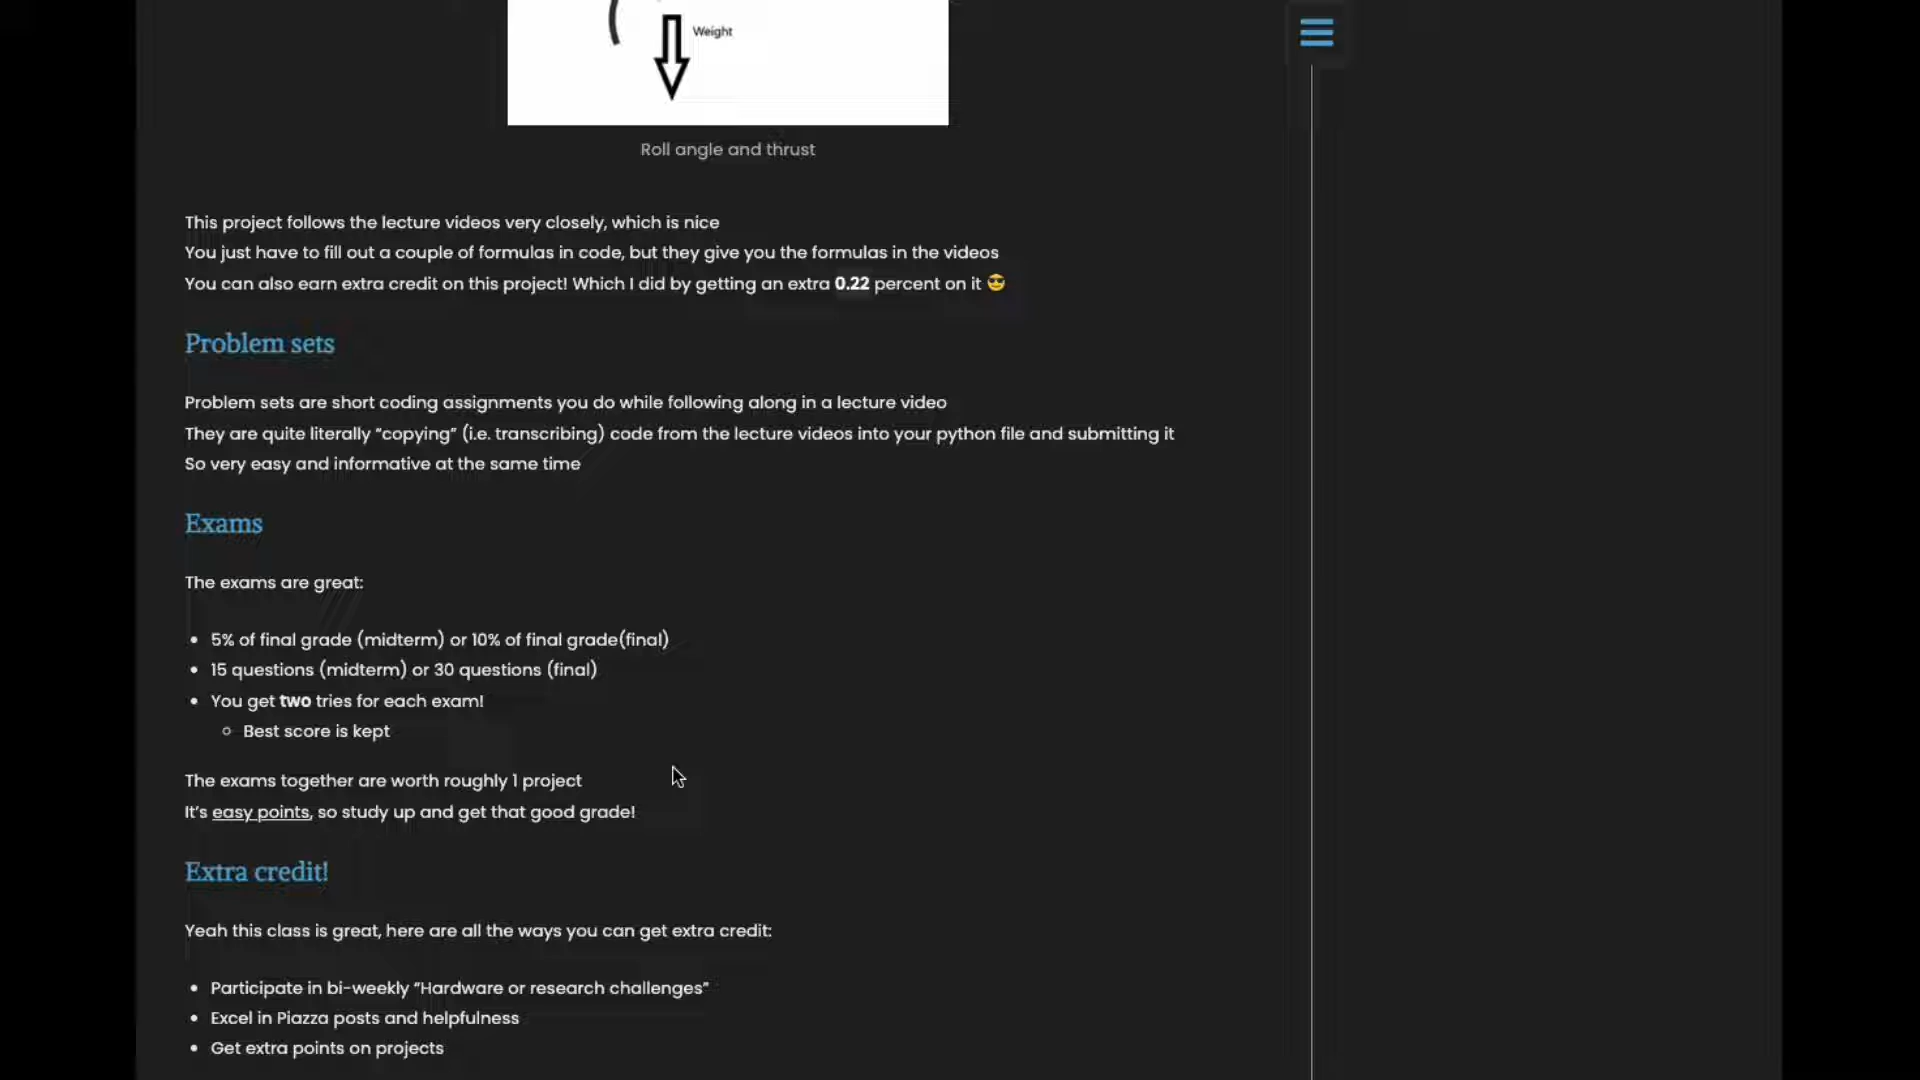 Weight
Roll angle and thrust
This project follows the lecture videos very closely, which is nice
You just have to fill out a couple of formulas in code, but they give you the formulas in the videos
You can also earn extra credit on this project! Which I did by getting an extra 0.22 percent on it 😎
Problem sets
Problem sets are short coding assignments you do while following along in a lecture video
They are quite literally “copying” (i.e. transcribing) code from the lecture videos into your python file and submitting it
So very easy and informative at the same time
Exams
The exams are great:
• 5% of final grade (midterm) or 10% of final grade(final)
• 15 questions (midterm) or 30 questions (final)
• You get two tries for each exam!
○ Best score is kept
The exams together are worth roughly 1 project
It’s easy points, so study up and get that good grade!
Extra credit!
Yeah this class is great, here are all the ways you can get extra credit:
• Participate in bi-weekly “Hardware or research challenges”
• Excel in Piazza posts and helpfulness
• Get extra points on projects